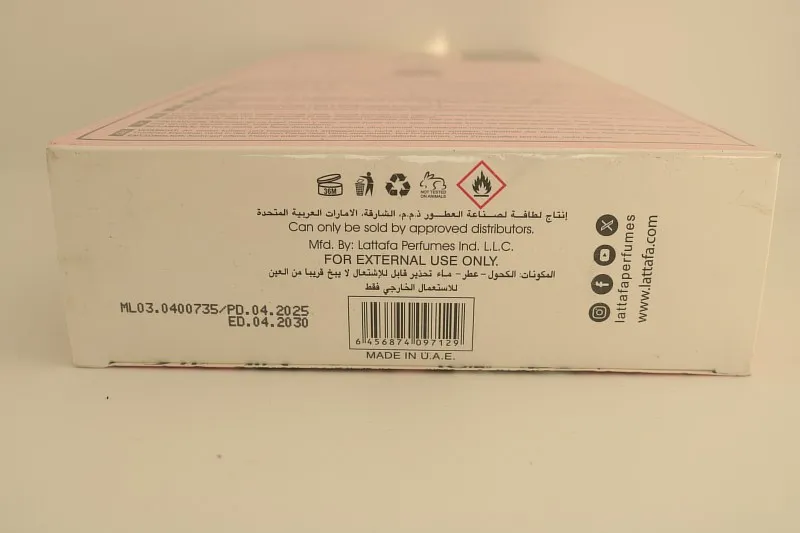 36M
NOT TESTED
ON ANIMALS
إنتاج لطافة لصناعة العطور ذ.م.م، الشارقة، الامارات العربية المتحدة
Can only be sold by approved distributors.
Mfd. By: Lattafa Perfumes Ind. L.L.C.
FOR EXTERNAL USE ONLY.
المكونات: الكحول - عطر - ماء تحذير قابل للإشتعال لا يبخ قريبا من العين
للاستعمال الخارجي فقط
ML03.0400735/PD.04.2025
ED.04.2030
6 456874 097129
MADE IN U.A.E.
lattafaperfumes
www.lattafa.com